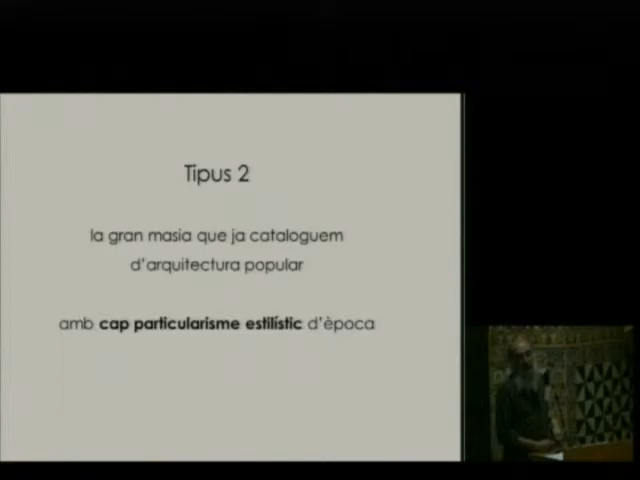 Tipus 2
la gran masia que ja cataloguem
d'arquitectura popular
amb cap particularisme estilístic d'època